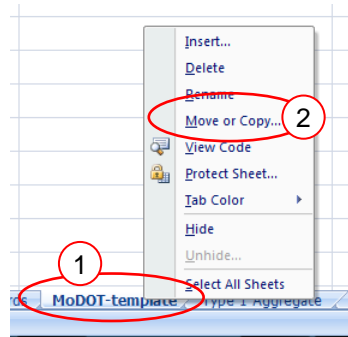 Insert...
Delete
Rename
Move or Copy...
2
View Code
Protect Sheet...
Tab Color
Hide
Unhide...
1
Select All Sheets
MoDOT-template
Type 1 Aggregate